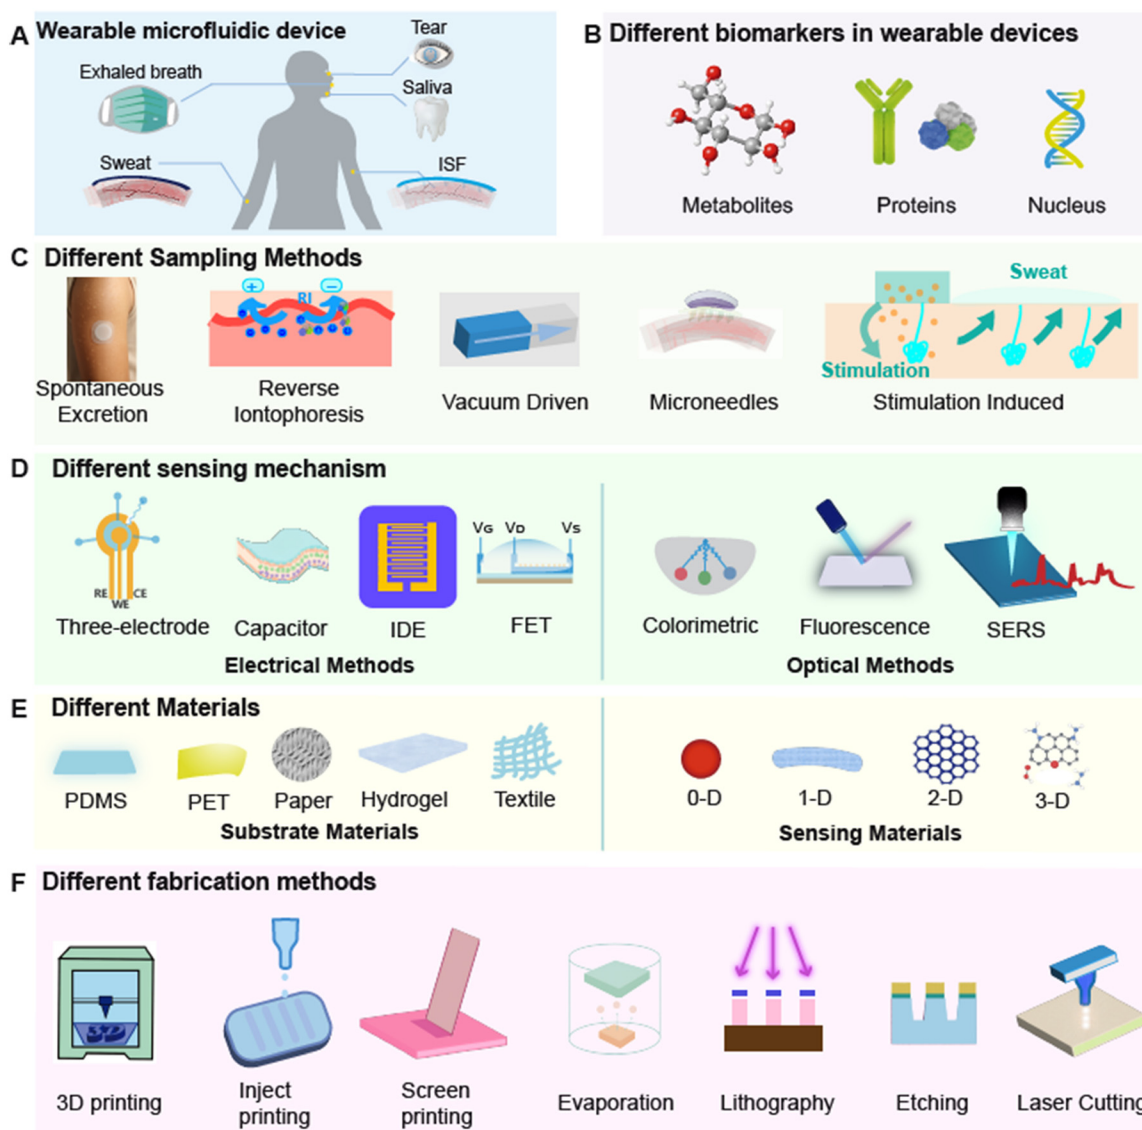 A Wearable microfluidic device
Tear
Exhaled breath
Saliva
Sweat
ISF
B Different biomarkers in wearable devices
Metabolites
Proteins
Nucleus
C Different Sampling Methods
+
RI
−
Sweat
Stimulation
Spontaneous
Excretion
Reverse
Iontophoresis
Vacuum Driven
Microneedles
Stimulation Induced
D Different sensing mechanism
RE
WE
CE
VG
VD
VS
Three-electrode
Capacitor
IDE
FET
Electrical Methods
Colorimetric
Fluorescence
SERS
Optical Methods
E Different Materials
PDMS
PET
Paper
Hydrogel
Textile
Substrate Materials
0-D
1-D
2-D
3-D
Sensing Materials
F Different fabrication methods
3D
3D printing
Inject
printing
Screen
printing
Evaporation
Lithography
Etching
Laser Cutting